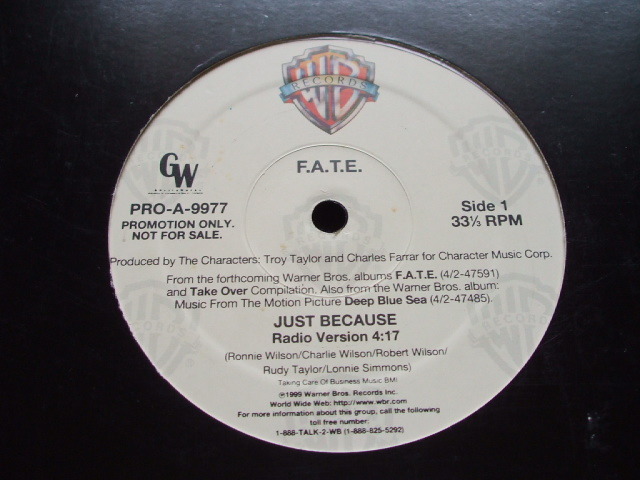 WB
RECORDS
GW
F.A.T.E.
PRO-A-9977
PROMOTION ONLY.
NOT FOR SALE.
Side 1
33⅓ RPM
Produced by The Characters: Troy Taylor and Charles Farrar for Character Music Corp.
From the forthcoming Warner Bros. albums F.A.T.E. (4/2-47591)
and Take Over Compilation. Also from the Warner Bros. album:
Music From The Motion Picture Deep Blue Sea (4/2-47485).
JUST BECAUSE
Radio Version 4:17
(Ronnie Wilson/Charlie Wilson/Robert Wilson/
Rudy Taylor/Lonnie Simmons)
Taking Care Of Business Music BMI
℗1999 Warner Bros. Records Inc.
World Wide Web: http://www.wbr.com
For more information about this group, call the following
toll free number:
1-888-TALK-2-WB (1-888-825-5292)